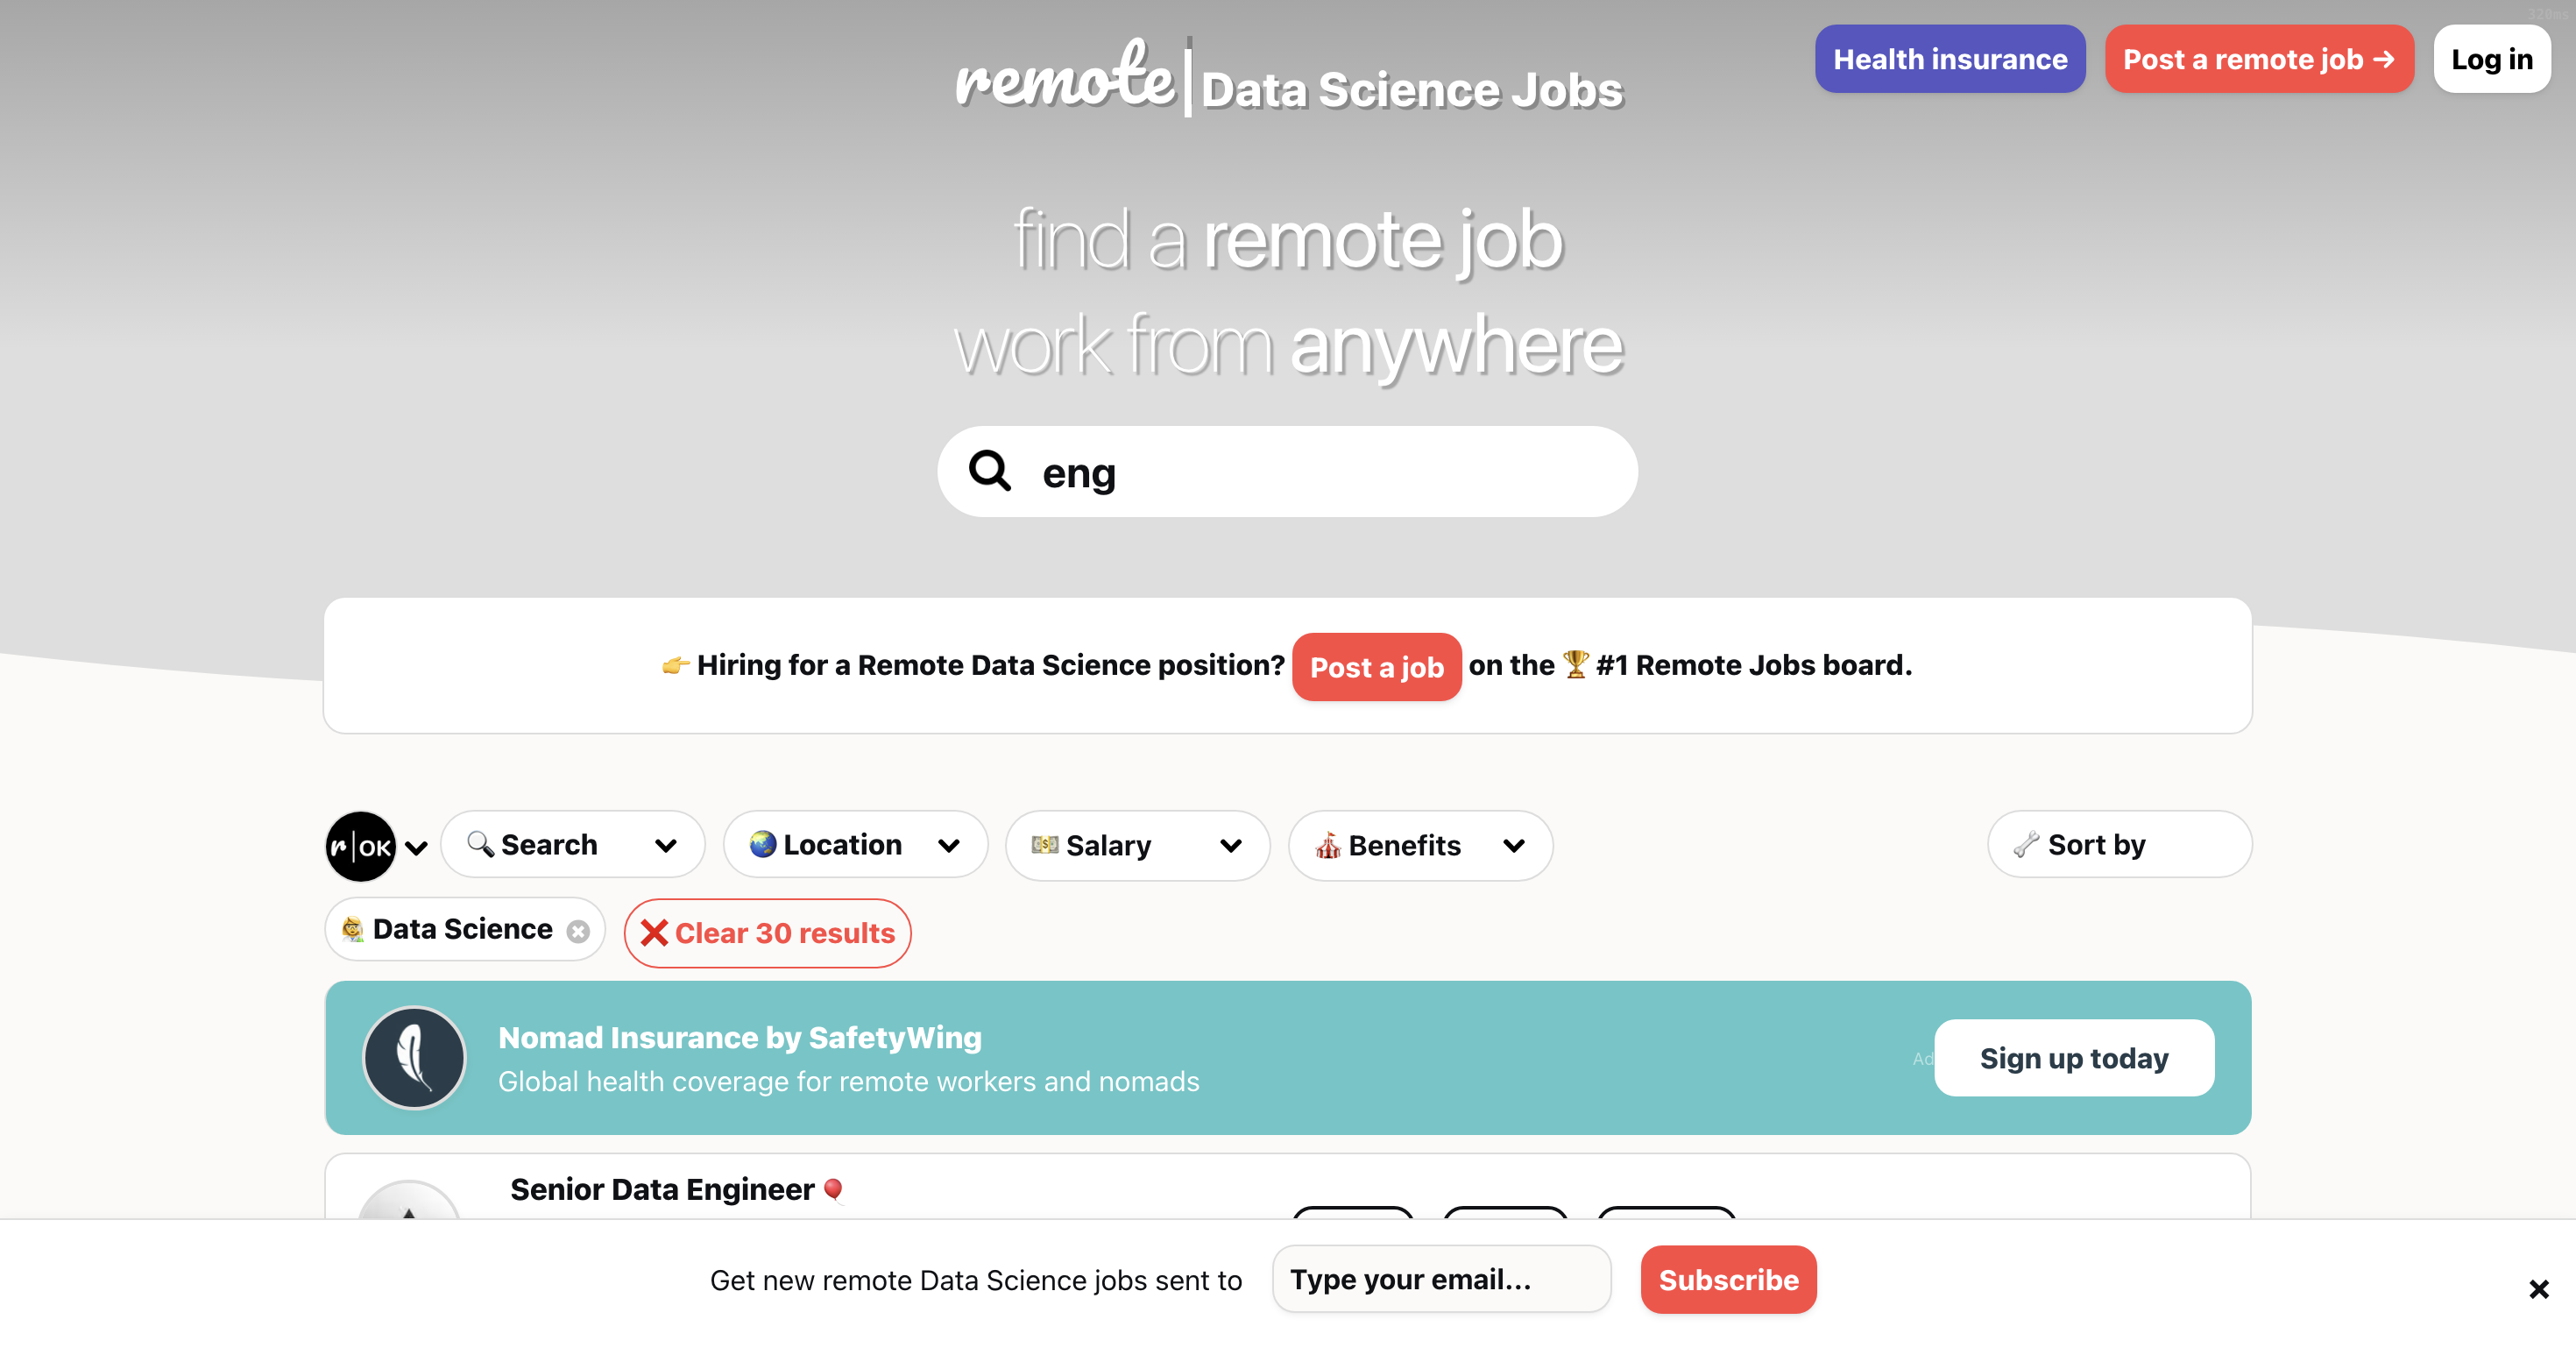 320ms
remote | Data Science Jobs
Health insurance
Post a remote job →
Log in
find a remote job
work from anywhere
eng
👉 Hiring for a Remote Data Science position? Post a job on the 🏆 #1 Remote Jobs board.
r|OK
🔍 Search
🌏 Location
💵 Salary
🎪 Benefits
🦴 Sort by
👩‍🔬 Data Science
❌ Clear 30 results
Nomad Insurance by SafetyWing
Global health coverage for remote workers and nomads
Ad
Sign up today
Senior Data Engineer 🎈
Get new remote Data Science jobs sent to
Type your email...
Subscribe